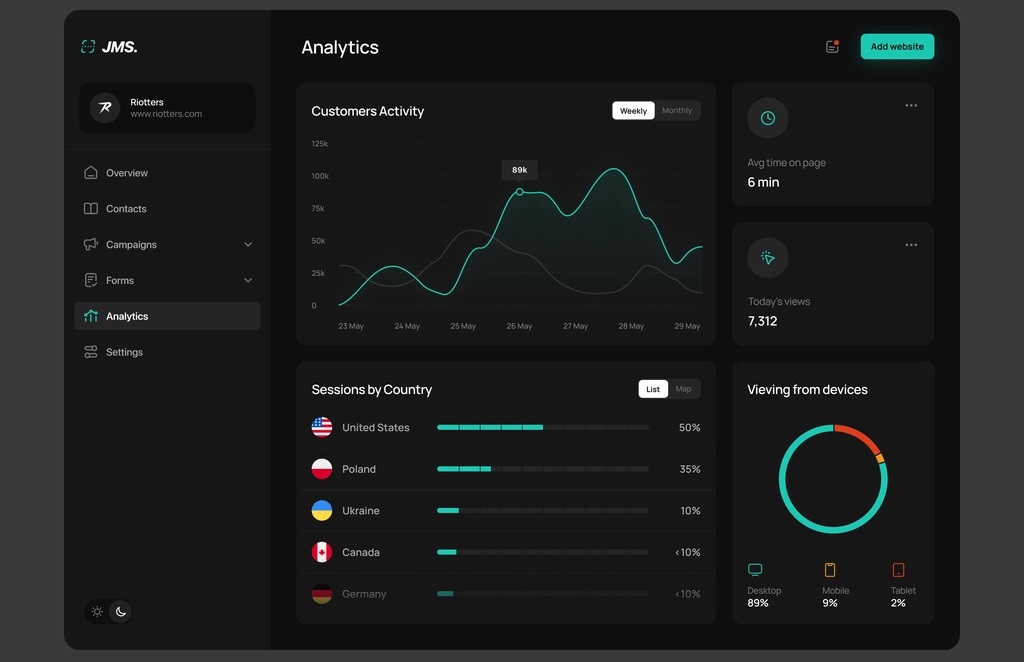 JMS.
Riotters
www.riotters.com
Overview
Contacts
Campaigns
Forms
Analytics
Settings
Analytics
Add website
Customers Activity
Weekly
Monthly
125k
100k
75k
50k
25k
0
89k
23 May
24 May
25 May
26 May
27 May
28 May
29 May
Avg time on page
6 min
Today's views
7,312
Sessions by Country
List
Map
United States
50%
Poland
35%
Ukraine
10%
Canada
<10%
Germany
<10%
Vieving from devices
Desktop
89%
Mobile
9%
Tablet
2%